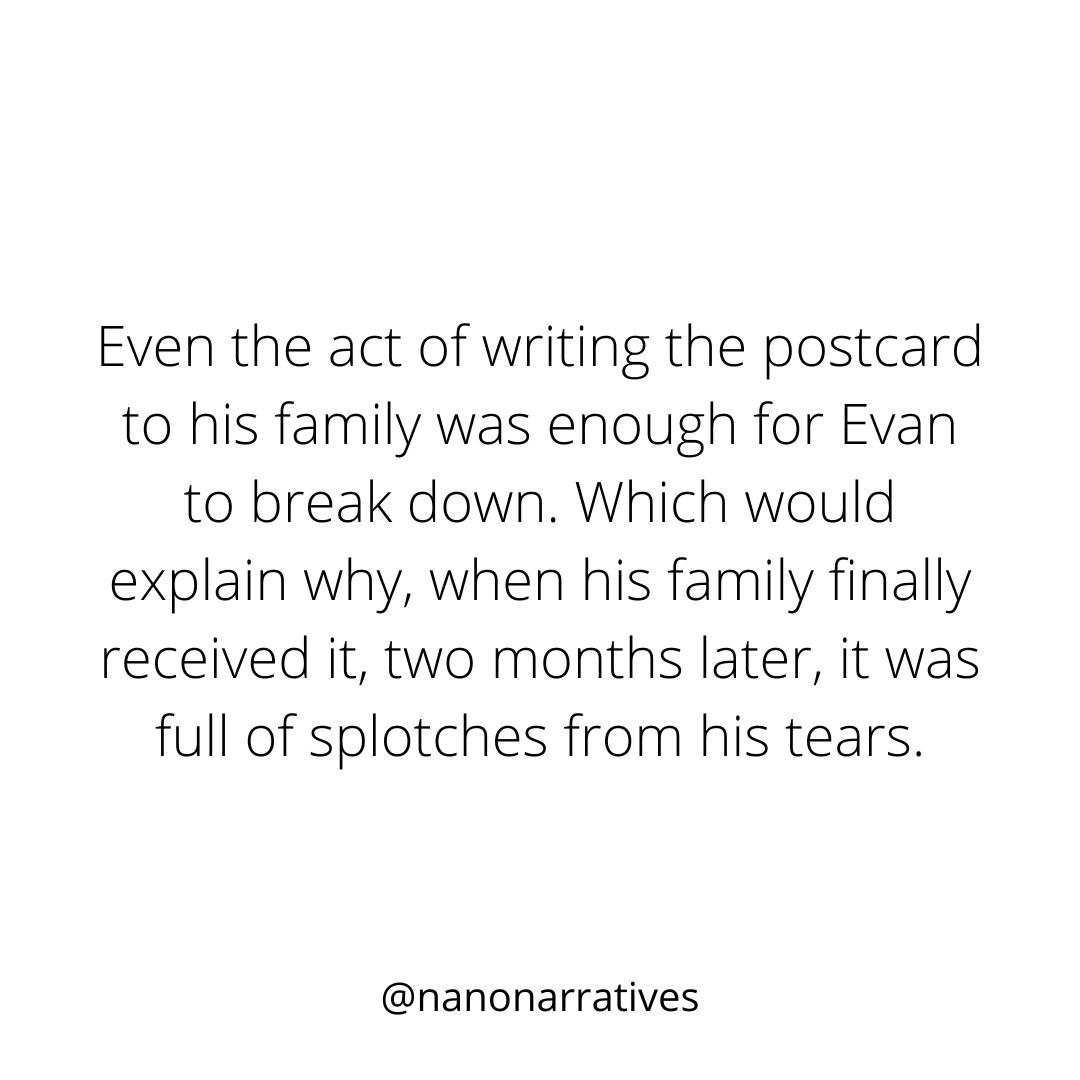 Even the act of writing the postcard
to his family was enough for Evan
to break down. Which would
explain why, when his family finally
received it, two months later, it was
full of splotches from his tears.
@nanonarratives